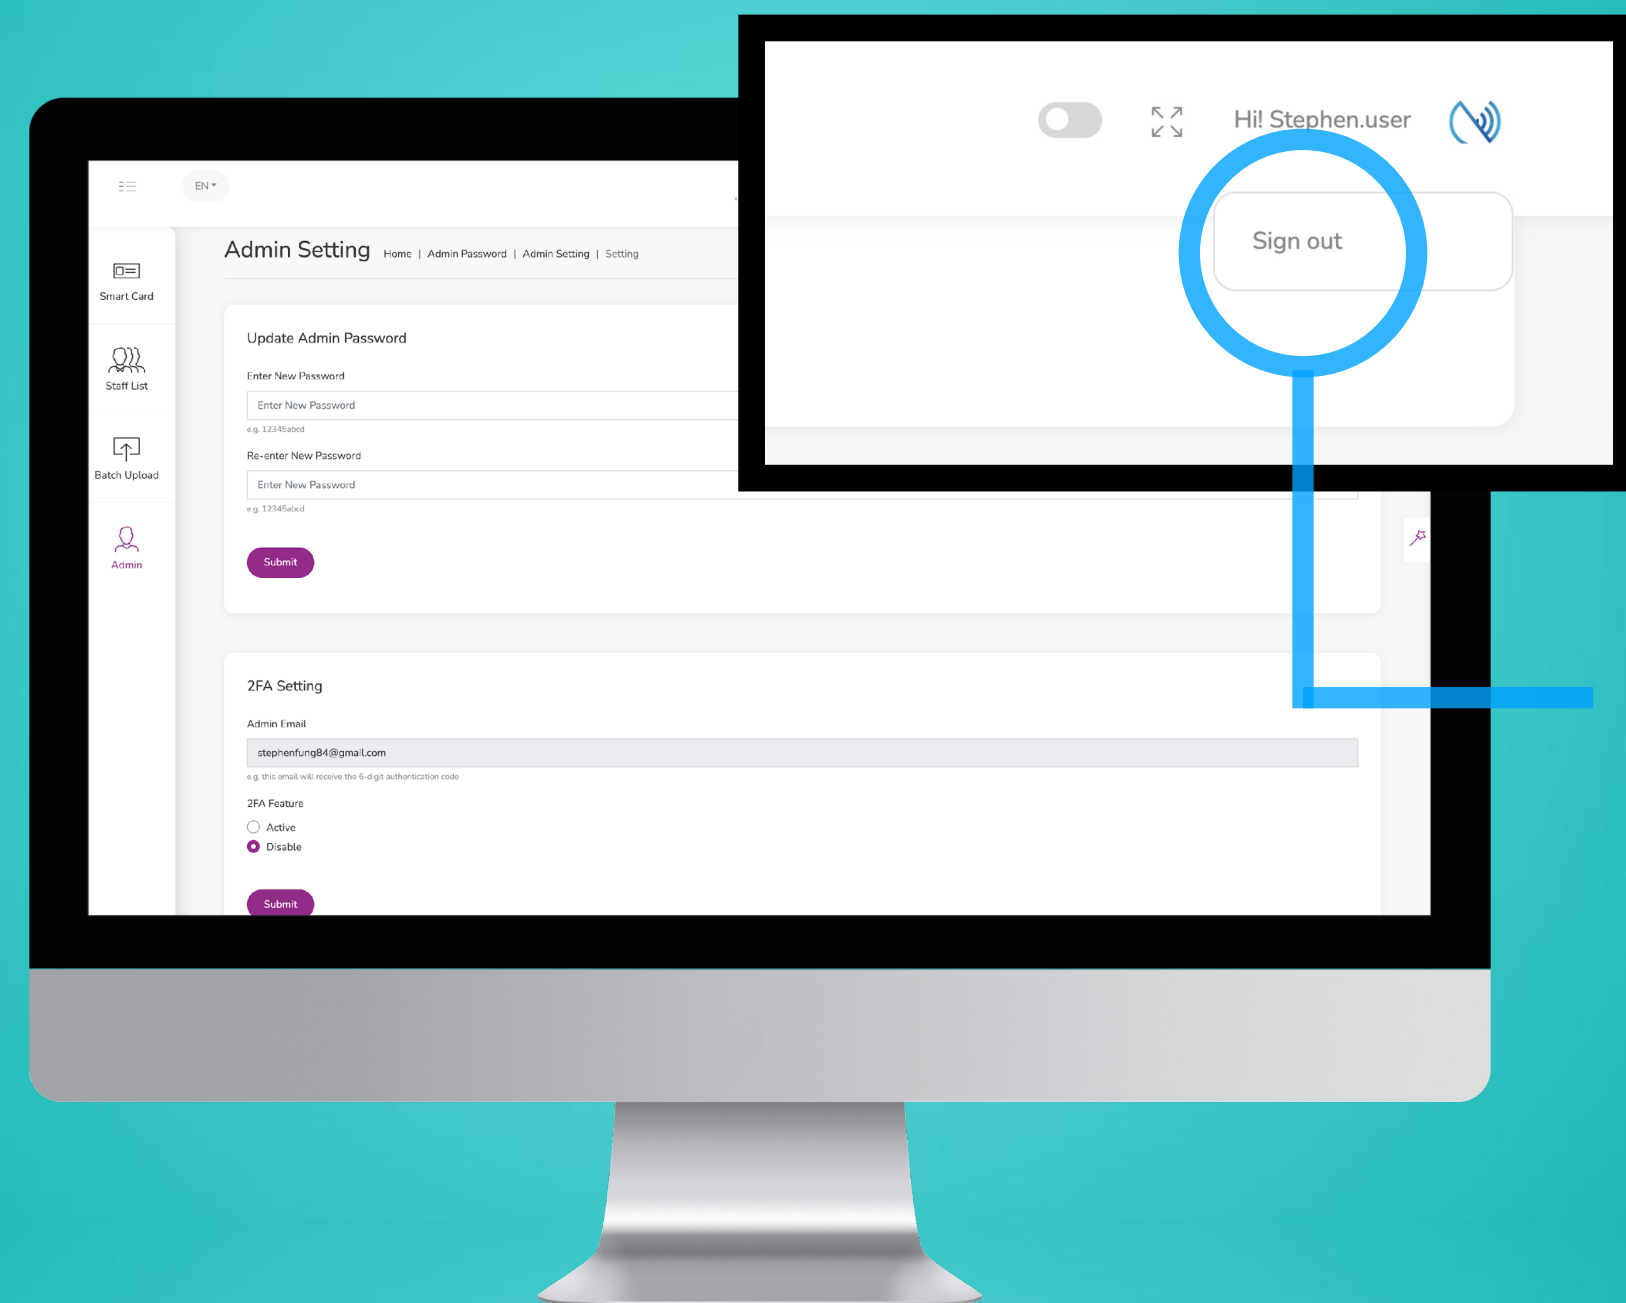 Hi! Stephen.user
Sign out
EN
Admin Setting Home | Admin Password | Admin Setting | Setting
Smart Card
Staff List
Batch Upload
Admin
Update Admin Password
Enter New Password
Enter New Password
e.g. 12345abcd
Re-enter New Password
Enter New Password
e.g. 12345abcd
Submit
2FA Setting
Admin Email
stephenfung84@gmail.com
e.g. this email will receive the 6-digit authentication code
2FA Feature
Active
Disable
Submit